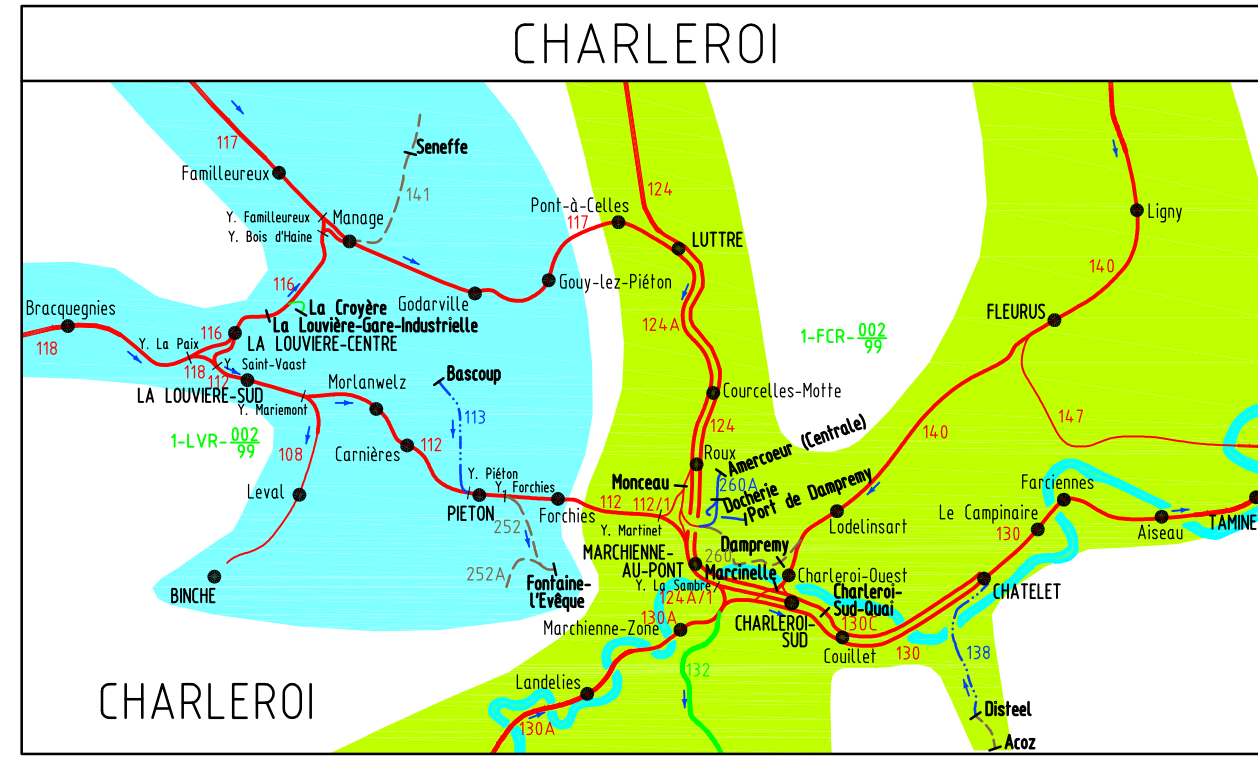 CHARLEROI
117
Familleureux
Seneffe
141
Y. Familleureux
Manage
Y. Bois d'Haine
116
Godarville
Pont-à-Celles
117
124
LUTTRE
Gouy-lez-Piéton
Ligny
140
FLEURUS
Bracquegnies
118
La Croyère
La Louvière-Gare-Industrielle
116
LA LOUVIERE-CENTRE
Y. La Paix
118
Y. Saint-Vaast
112
LA LOUVIERE-SUD
Y. Mariemont
Morlanwelz
Bascoup
113
124A
1-FCR-002/99
Courcelles-Motte
124
140
147
1-LVR-002/99
108
Carnières
112
Leval
Y. Piéton
Y. Forchies
PIETON
Forchies
112
252
252A
Fontaine-
l'Evêque
BINCHE
Roux
Amercoeur (Centrale)
260A
Monceau
112/1
Dochérie
Port de Dampremy
Y. Martinet
Lodelinsart
Farciennes
Le Campinaire
130
Aiseau
TAMINE
MARCHIENNE-
AU-PONT
260
Dampremy
Marcinelle
Charleroi-Ouest
Y. La Sambre
124A/1
Charleroi-
Sud-Quai
CHATELET
130A
CHARLEROI-
SUD
130C
Marchienne-Zone
Couillet
130
138
132
Landelies
130A
Disteel
Acoz
CHARLEROI